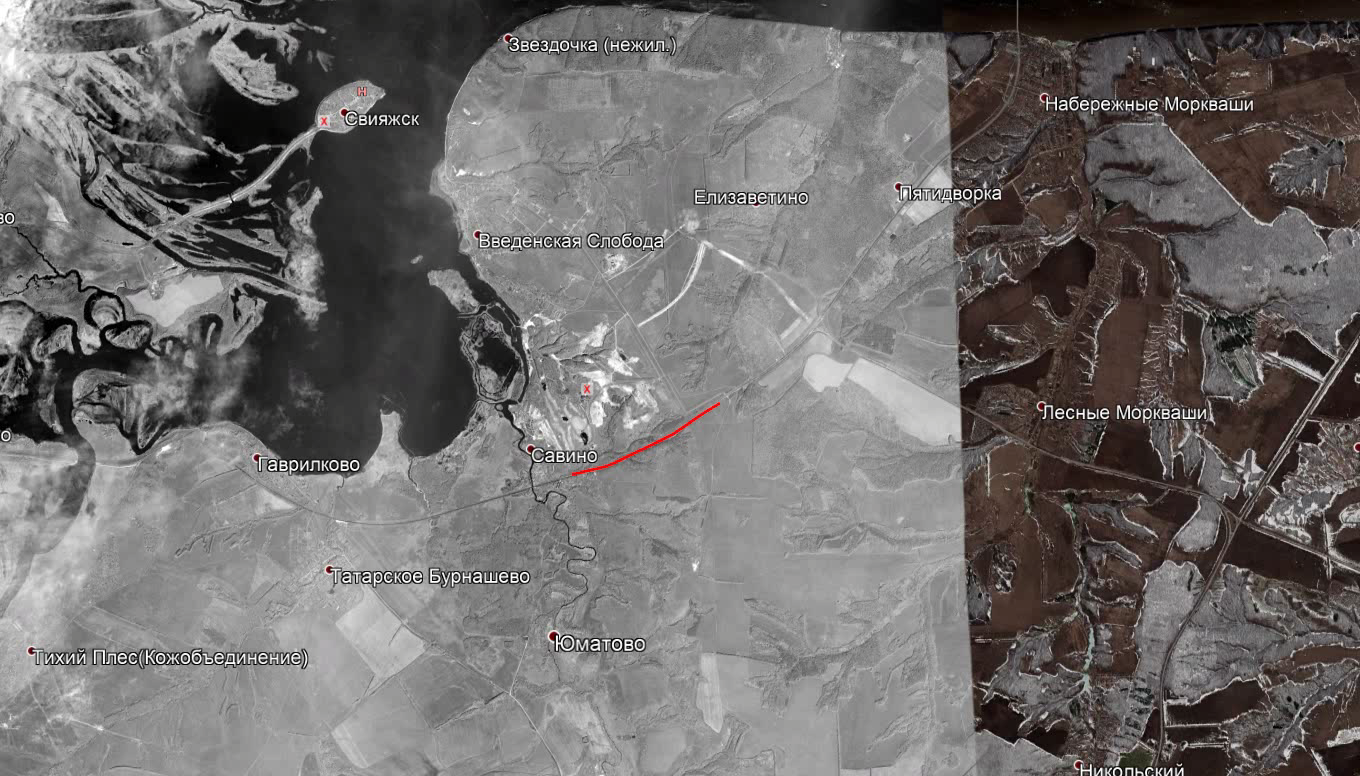 Звездочка (нежил.)
Н
Свияжск
х
Набережные Моркваши
Пятидворка
Елизаветино
во
Введенская Слобода
х
Лесные Моркваши
о
Савино
Гаврилково
Татарское Бурнашево
Юматово
Тихий Плес(Кожобъединение)
Никольский